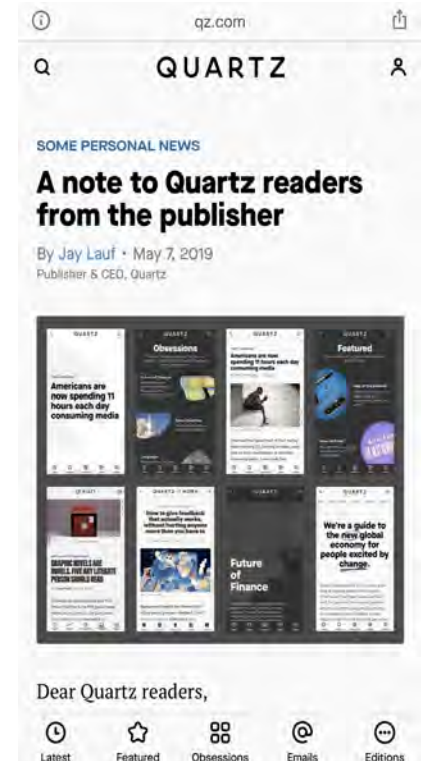 qz.com
QUARTZ
SOME PERSONAL NEWS
A note to Quartz readers
from the publisher
By Jay Lauf • May 7, 2019
Publisher & CEO, Quartz
QUARTZ
Americans are
now spending 11
hours each day
consuming media
QUARTZ
Obsessions
QUARTZ
Americans are now
spending 11 hours each day
consuming media
QUARTZ
Featured
QUARTZ
GRAPHIC NOVELS ARE
NOVELS.
PERSON SHOULD READ
QUARTZ
How to give feedback
that actually works,
without hurting anyone
more than you have to
QUARTZ
Future
of
Finance
QUARTZ
We're a guide to
the new global
economy for
people excited by
change.
Dear Quartz readers,
Latest Featured Obsessions Emails Editions